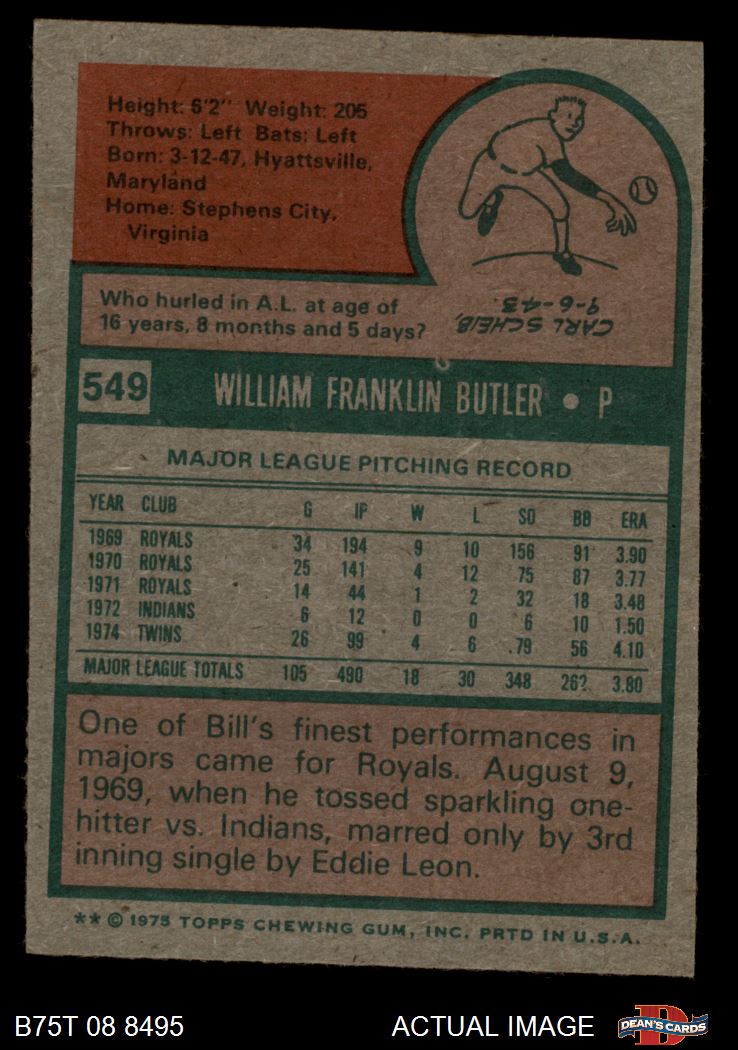 Height: 6'2" Weight: 205
Throws: Left Bats: Left
Born: 3-12-47, Hyattsville,
Maryland
Home: Stephens City,
Virginia
Who hurled in A.L. at age of
16 years, 8 months and 5 days?
CARL SCHEIB,
9-6-43.
549 WILLIAM FRANKLIN BUTLER • P
MAJOR LEAGUE PITCHING RECORD
YEAR CLUB G IP W L SO BB ERA
1969 ROYALS 34 194 9 10 156 91 3.90
1970 ROYALS 25 141 4 12 75 87 3.77
1971 ROYALS 14 44 1 2 32 18 3.48
1972 INDIANS 6 12 0 0 6 10 1.50
1974 TWINS 26 99 4 6 79 56 4.10
MAJOR LEAGUE TOTALS 105 490 18 30 348 262 3.80
One of Bill's finest performances in
majors came for Royals. August 9,
1969, when he tossed sparkling one-
hitter vs. Indians, marred only by 3rd
inning single by Eddie Leon.
** © 1975 TOPPS CHEWING GUM, INC. PRTD IN U.S.A.
B75T 08 8495 ACTUAL IMAGE D DEAN'S CARDS